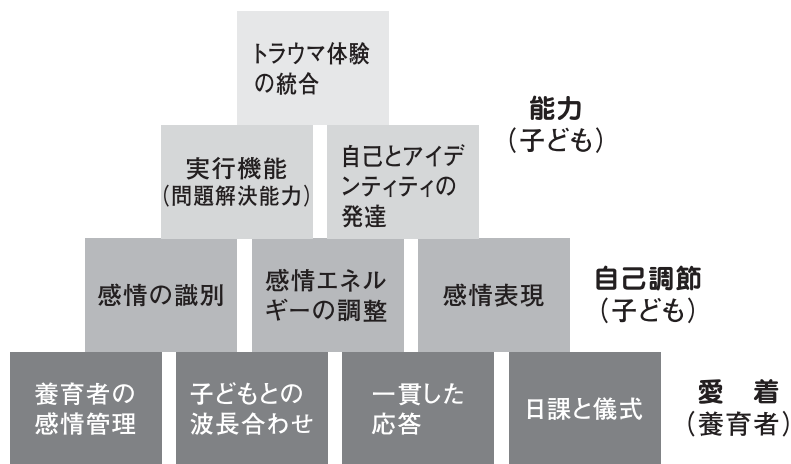 トラウマ体験
の統合
能力
（子ども）
実行機能
（問題解決能力）
自己とアイデ
ンティティの
発達
感情の識別
感情エネル
ギーの調整
感情表現
自己調節
（子ども）
養育者の
感情管理
子どもとの
波長合わせ
一貫した
応答
日課と儀式
愛　着
（養育者）